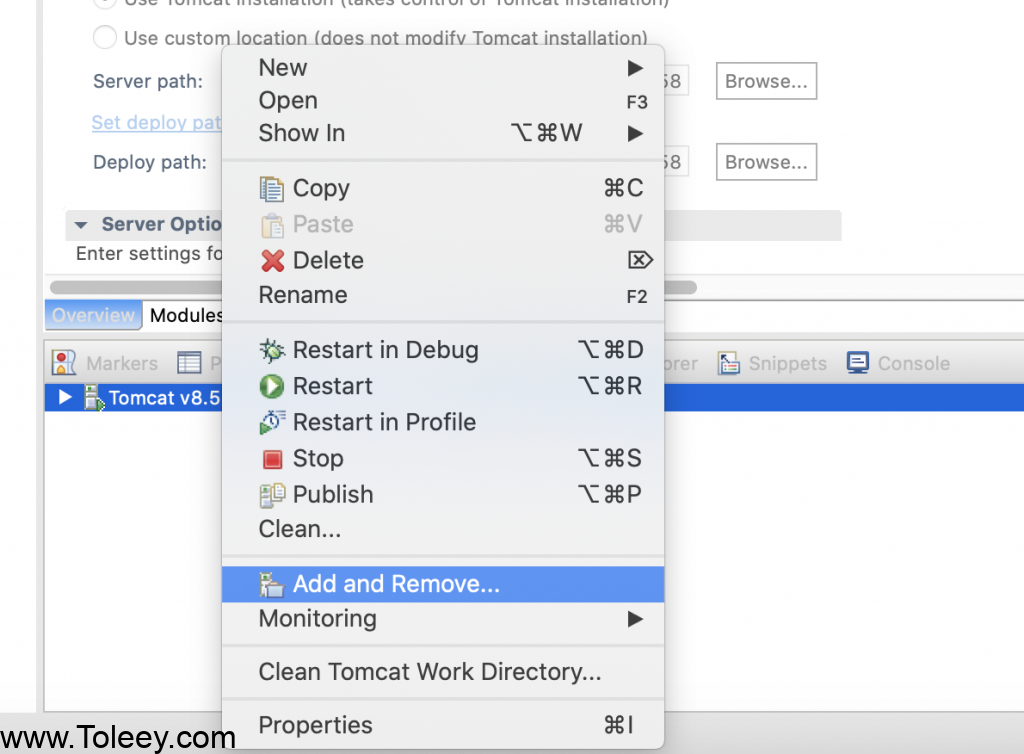 Use Tomcat installation (takes control of Tomcat installation)
Use custom location (does not modify Tomcat installation)
Server path:
58
Browse...
Set deploy pat
Deploy path:
58
Browse...
Server Optio
Enter settings fo
Overview
Modules
Markers
P
orer
Snippets
Console
Tomcat v8.5
New
Open F3
Show In ⌥⌘W
Copy ⌘C
Paste ⌘V
Delete ⌦
Rename F2
Restart in Debug ⌥⌘D
Restart ⌥⌘R
Restart in Profile
Stop ⌥⌘S
Publish ⌥⌘P
Clean...
Add and Remove...
Monitoring
Clean Tomcat Work Directory...
Properties ⌘I
www.Toleey.com